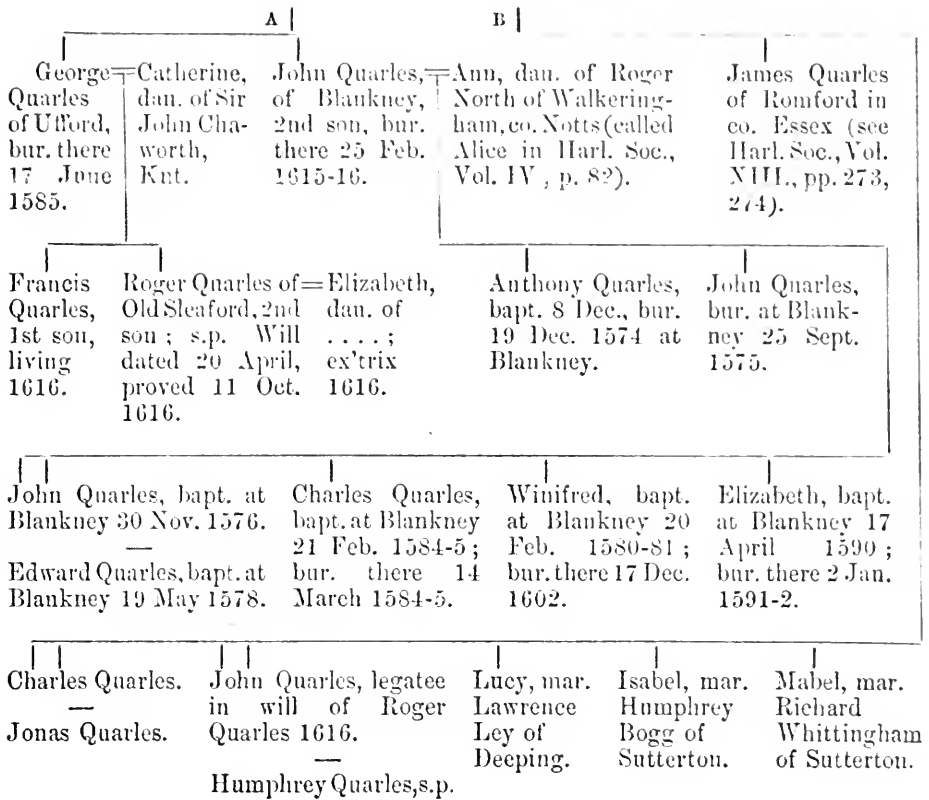 A B
George
Quarles
of Ufford,
bur. there
17 June
1585.
Catherine,
dan. of Sir
John Cha-
worth,
Knt.
John Quarles,
of Blankney,
2nd son, bur.
there 25 Feb.
1615-16.
Ann, dan. of Roger
North of Walkering-
ham, co. Notts (called
Alice in Harl. Soc.,
Vol. IV , p. 82).
James Quarles
of Romford in
co. Essex (see
Harl. Soc., Vol.
XIII., pp. 273,
274).
Francis
Quarles,
1st son,
living
1616.
Roger Quarles of
Old Sleaford, 2nd
son ; s.p. Will
dated 20 April,
proved 11 Oct.
1616.
= Elizabeth,
dan. of
. . . . ;
ex'trix
1616.
Anthony Quarles,
bapt. 8 Dec., bur.
19 Dec. 1574 at
Blankney.
John Quarles,
bur. at Blank-
ney 25 Sept.
1575.
John Quarles, bapt. at
Blankney 30 Nov. 1576.
—
Edward Quarles, bapt. at
Blankney 19 May 1578.
Charles Quarles,
bapt. at Blankney
21 Feb. 1584-5 ;
bur. there 14
March 1584-5.
Winifred, bapt.
at Blankney 20
Feb. 1580-81 ;
bur. there 17 Dec.
1602.
Elizabeth, bapt.
at Blankney 17
April 1590 ;
bur. there 2 Jan.
1591-2.
Charles Quarles.
—
Jonas Quarles.
John Quarles, legatee
in will of Roger
Quarles 1616.
—
Humphrey Quarles, s.p.
Lucy, mar.
Lawrence
Ley of
Deeping.
Isabel, mar.
Humphrey
Bogg of
Sutterton.
Mabel, mar.
Richard
Whittingham
of Sutterton.